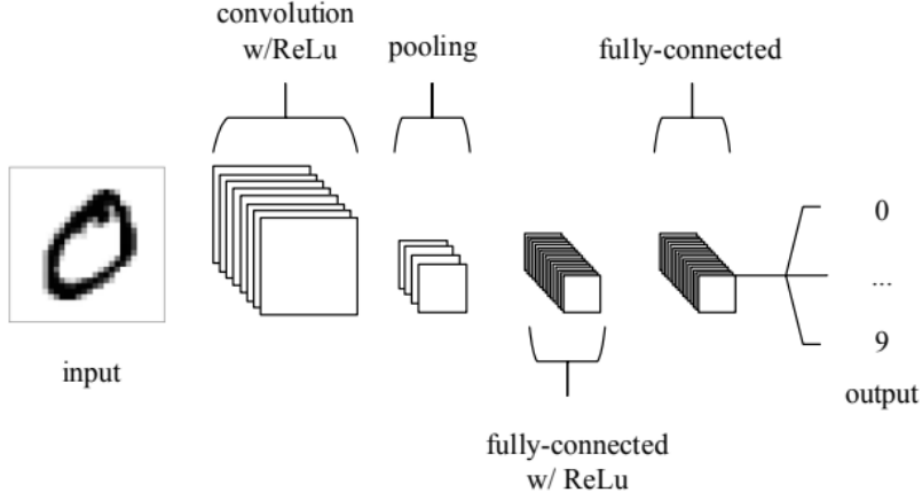 convolution
w/ReLu
pooling
fully-connected
0
...
9
input
output
fully-connected
w/ ReLu